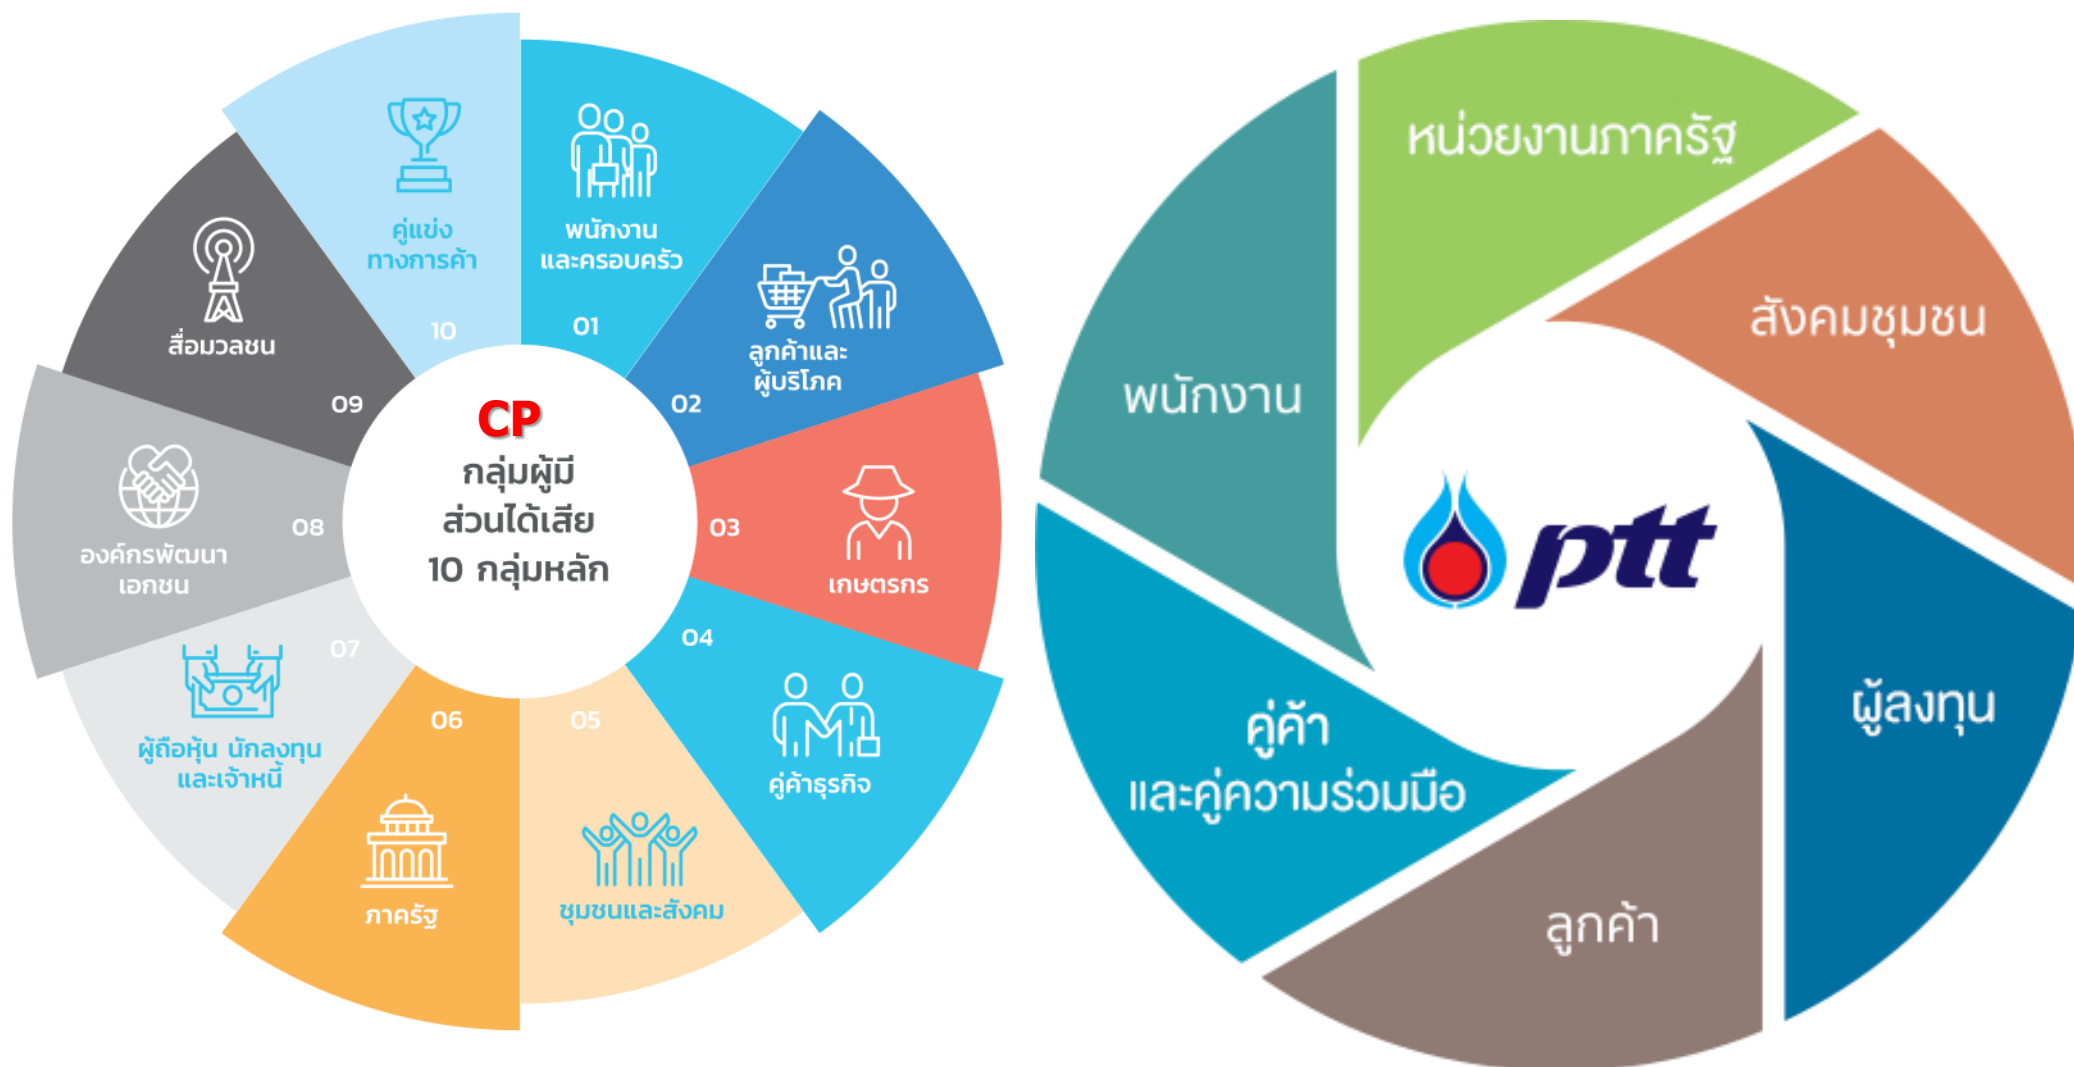 CP
กลุ่มผู้มี
ส่วนได้เสีย
10 กลุ่มหลัก
พนักงาน
และครอบครัว
01
ลูกค้าและ
ผู้บริโภค
02
เกษตรกร
03
คู่ค้าธุรกิจ
04
ชุมชนและสังคม
05
ภาครัฐ
06
ผู้ถือหุ้น นักลงทุน
และเจ้าหนี้
07
องค์กรพัฒนา
เอกชน
08
สื่อมวลชน
09
คู่แข่ง
ทางการค้า
10
ptt
หน่วยงานภาครัฐ
สังคมชุมชน
ผู้ลงทุน
ลูกค้า
คู่ค้า
และคู่ความร่วมมือ
พนักงาน